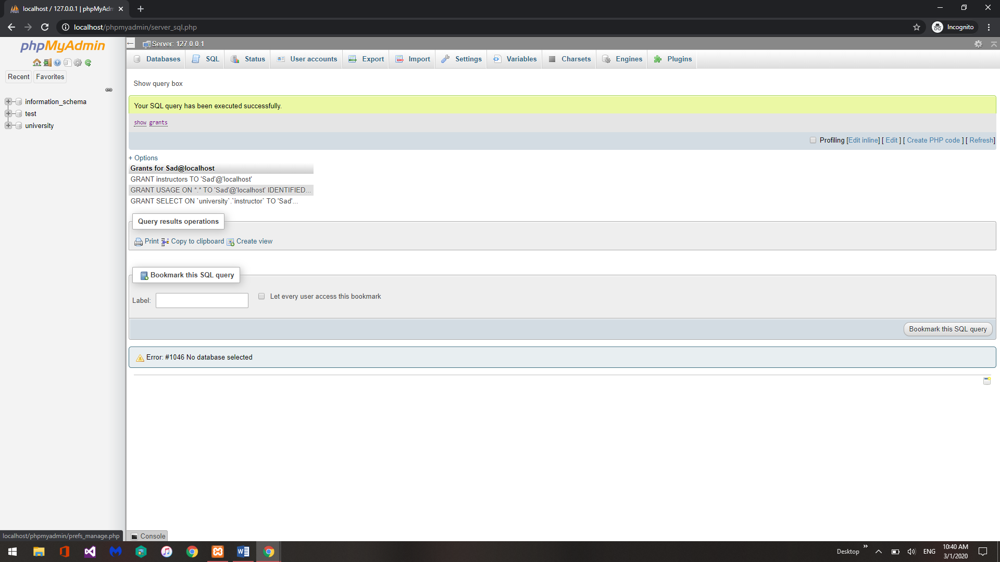 localhost / 127.0.0.1 | phpMyAdm
localhost/phpmyadmin/server_sql.php
Incognito
phpMyAdmin
Server: 127.0.0.1
Databases
SQL
Status
User accounts
Export
Import
Settings
Variables
Charsets
Engines
Plugins
Recent
Favorites
information_schema
test
university
Show query box
Your SQL query has been executed successfully.
show grants
Profiling [Edit inline] [ Edit ] [ Create PHP code ] [ Refresh]
+ Options
Grants for Sad@localhost
GRANT instructors TO 'Sad'@'localhost'
GRANT USAGE ON *.* TO 'Sad'@'localhost' IDENTIFIED...
GRANT SELECT ON `university`.`instructor` TO 'Sad'...
Query results operations
Print
Copy to clipboard
Create view
Bookmark this SQL query
Label:
Let every user access this bookmark
Bookmark this SQL query
Error: #1046 No database selected
localhost/phpmyadmin/prefs_manage.php
Console
Desktop
ENG
10:40 AM
3/1/2020